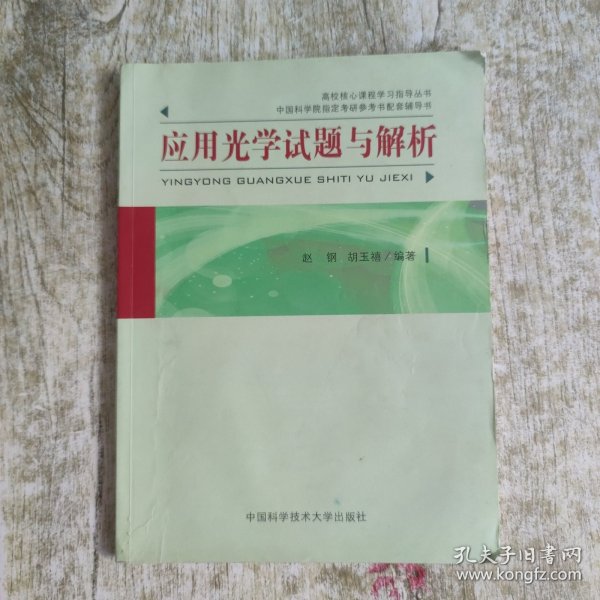 高校核心课程学习指导丛书
中国科学院指定考研参考书配套辅导书
应用光学试题与解析
YINGYONG GUANGXUE SHITI YU JIEXI
赵 钢 胡玉禧/编著
中国科学技术大学出版社
孔夫子旧书网
www.kongfz.com